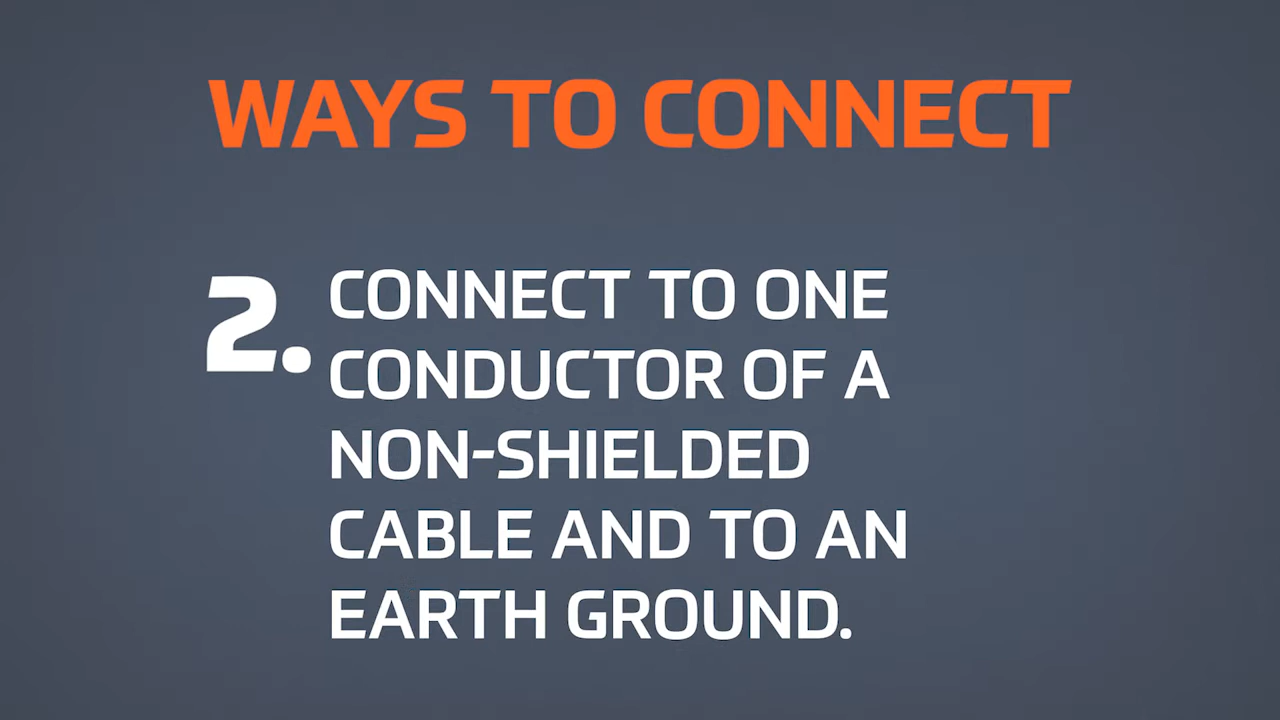 WAYS TO CONNECT
2. CONNECT TO ONE
CONDUCTOR OF A
NON-SHIELDED
CABLE AND TO AN
EARTH GROUND.